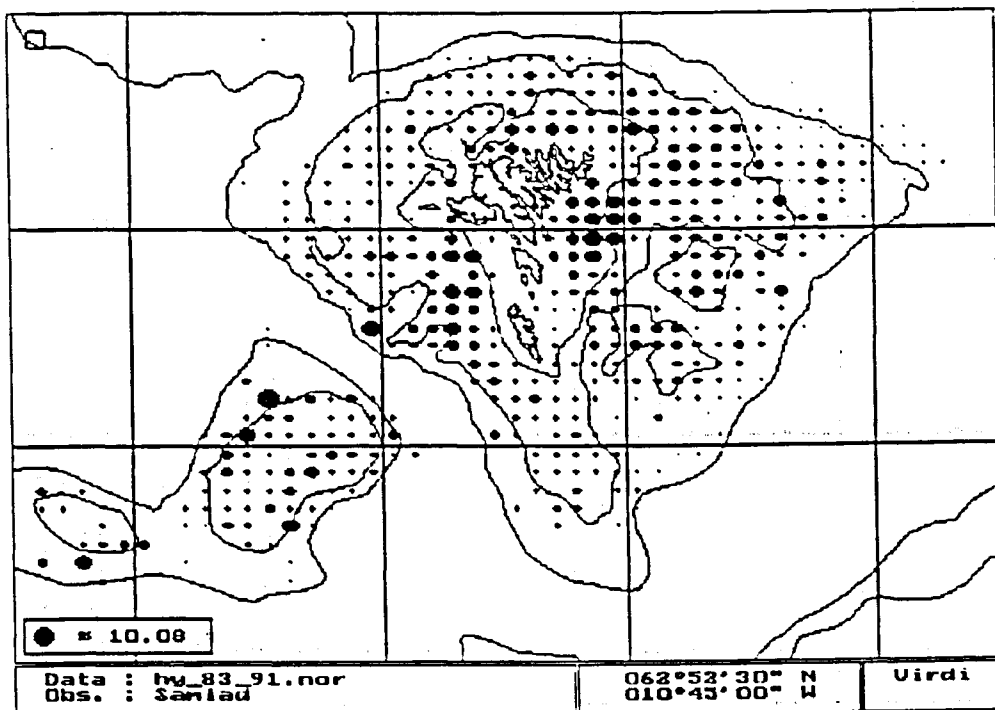 ≈ 10.08
Data : hw_83_91.nor
Obs. : Samlad
062°52'30" N
010°45'00" W
Virdi